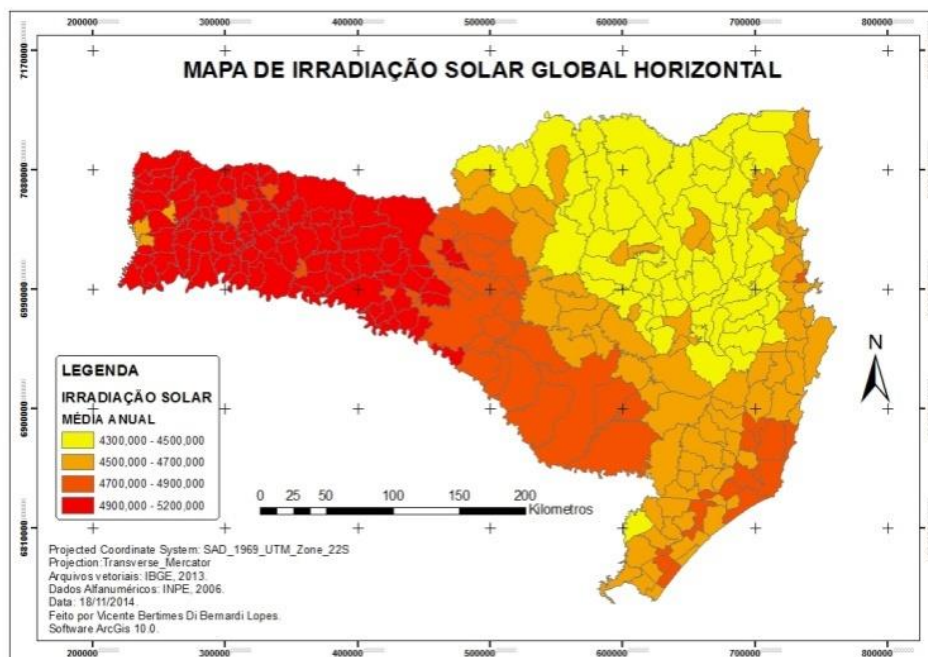 200000 300000 400000 500000 600000 700000 800000
MAPA DE IRRADIAÇÃO SOLAR GLOBAL HORIZONTAL
7170000
7080000
6990000
6900000
6810000
N
LEGENDA
IRRADIAÇÃO SOLAR
MÉDIA ANUAL
4300,000 - 4500,000
4500,000 - 4700,000
4700,000 - 4900,000
4900,000 - 5200,000
0 25 50 100 150 200
Kilometros
Projected Coordinate System: SAD_1969_UTM_Zone_22S
Projection:Transverse_Mercator
Arquivos vetoriais: IBGE, 2013.
Dados Alfanuméricos: INPE, 2006.
Data: 18/11/2014.
Feito por Vicente Bertimes Di Bernardi Lopes.
Software ArcGis 10.0.
200000 300000 400000 500000 600000 700000 800000